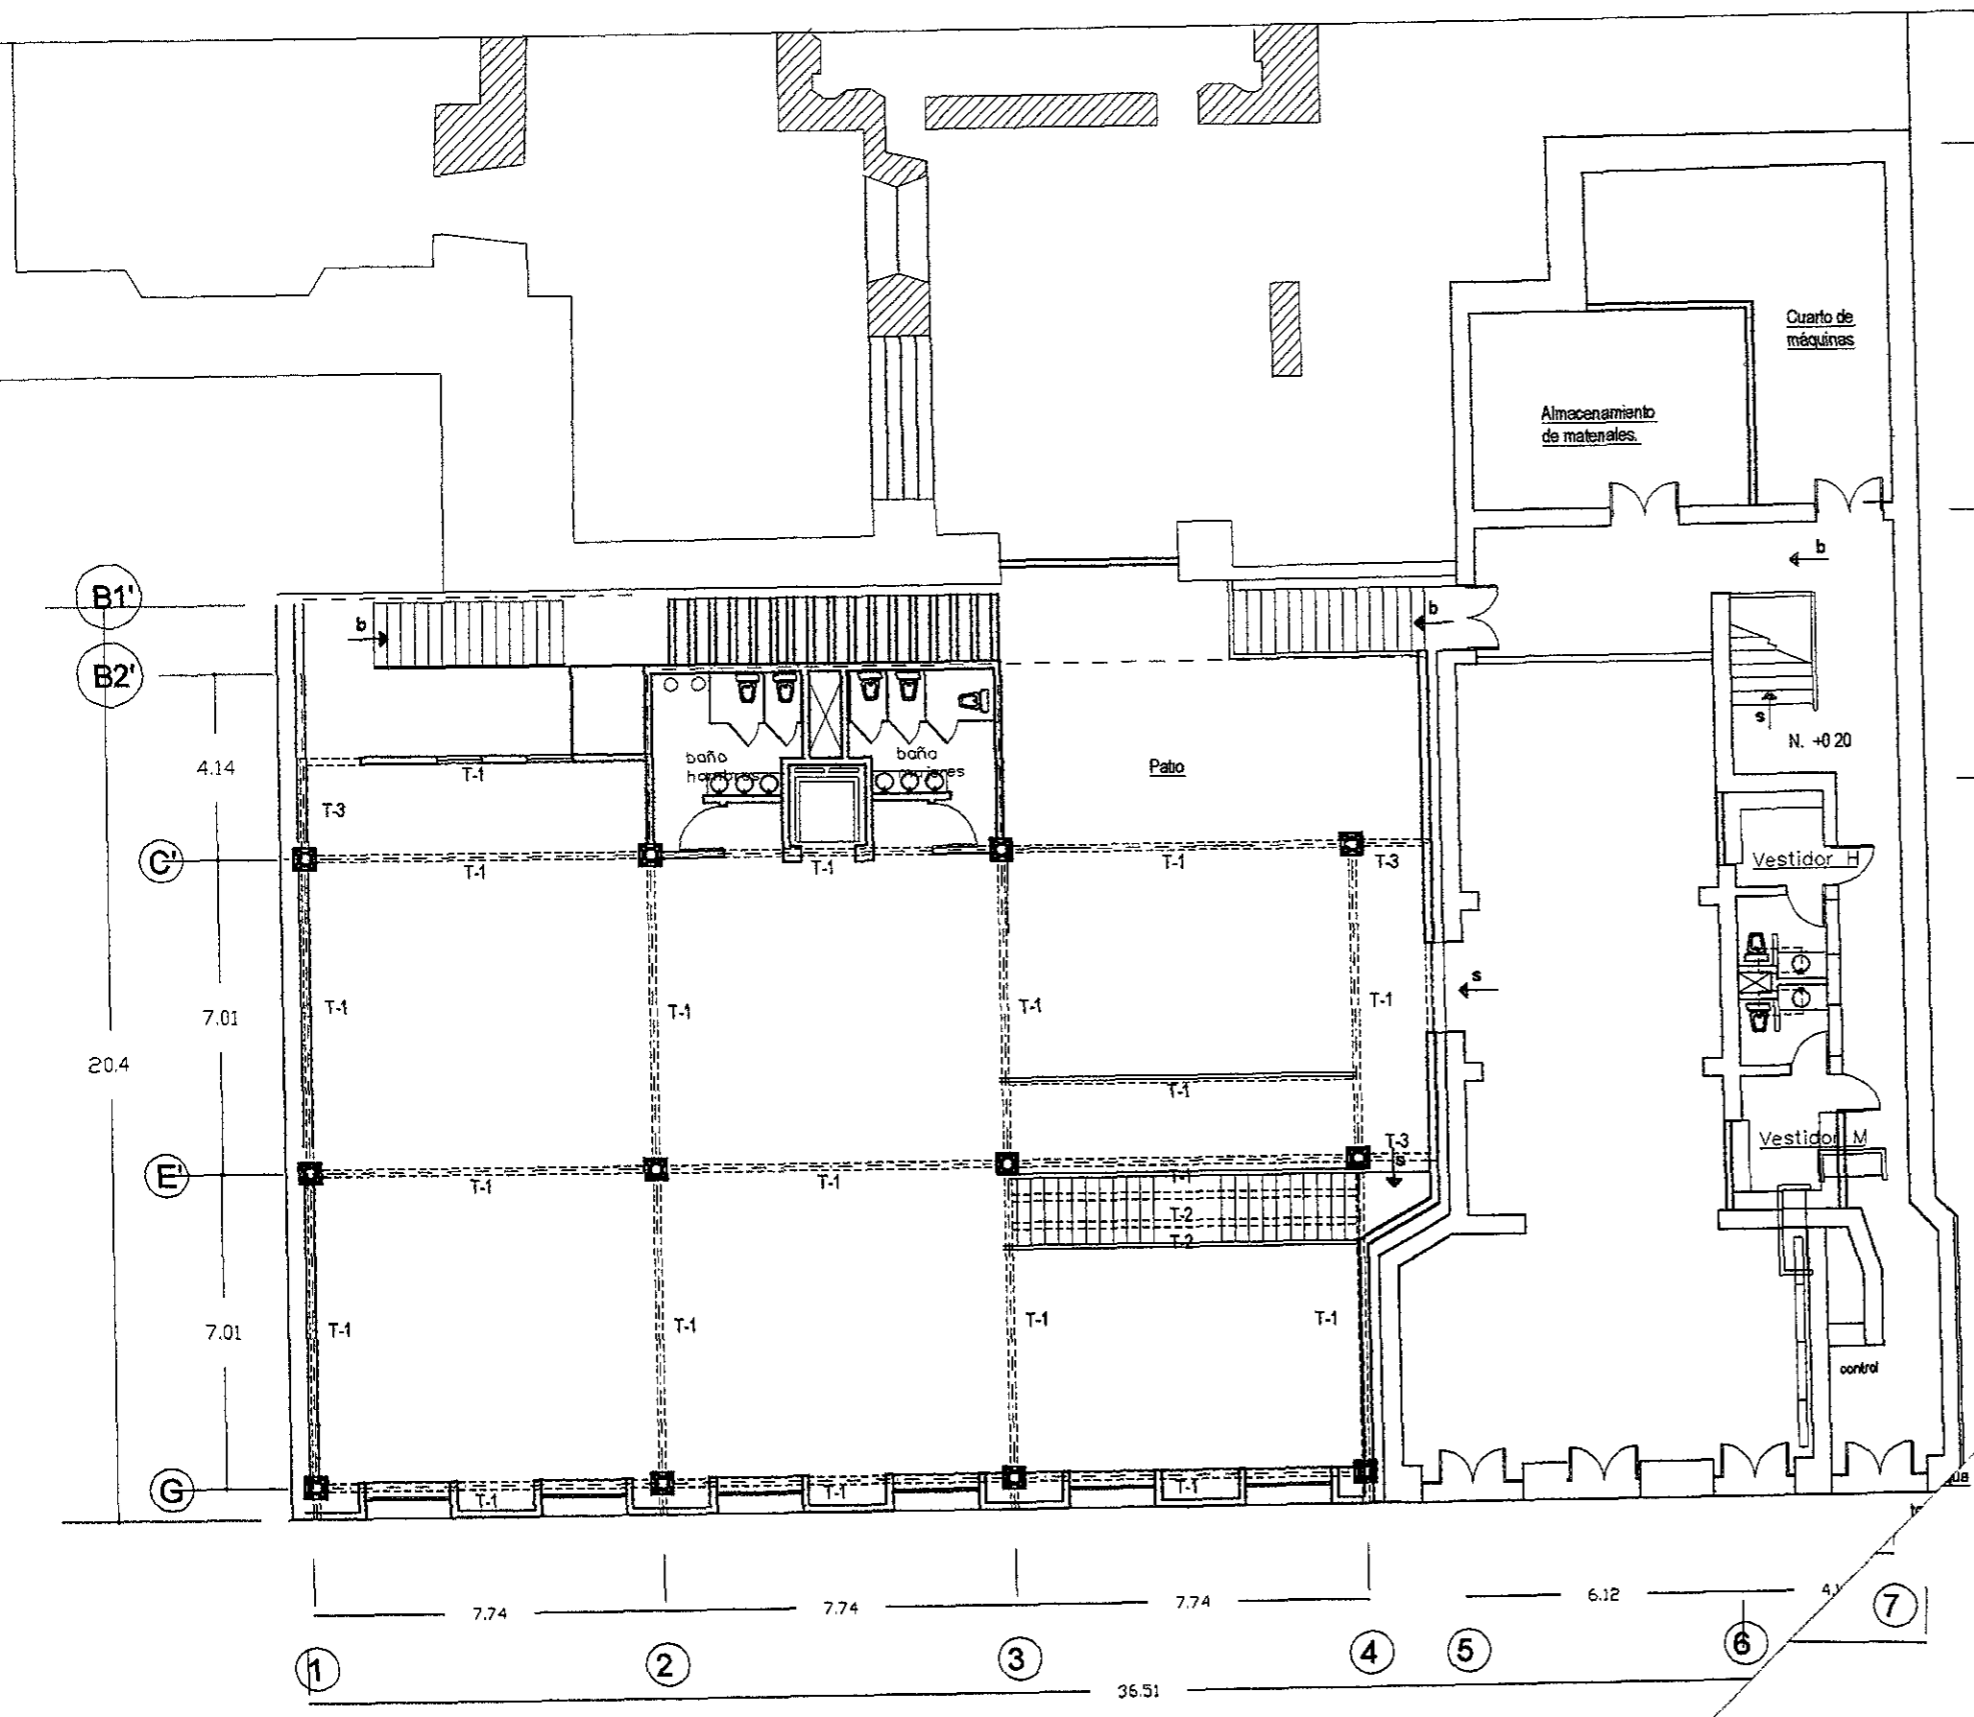 Cuarto de
máquinas
Almacenamiento
de materiales.
b
B1'
b
b
B2'
s
N. +0 20
4.14
T-1
baño
hombres
baño
mujeres
Patio
T-3
C'
T-1
T-1
T-1
T-3
Vestidor H
7.01
T-1
T-1
T-1
T-1
s
20.4
T-1
Vestidor M
E'
T-1
T-1
T-1
T-3
s
T-2
T-2
7.01
T-1
T-1
T-1
T-1
control
G
T-1
T-1
T-1
7.74
7.74
7.74
6.12
1
2
3
4
5
6
7
36.51